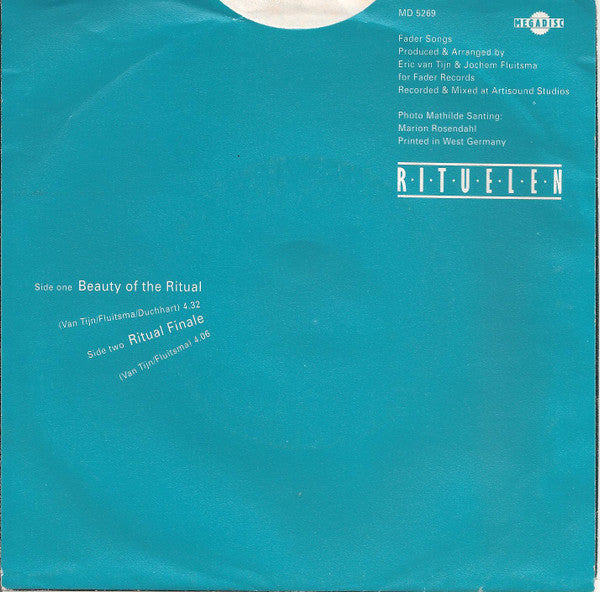 MD 5269
MEGADISC
Fader Songs
Produced & Arranged by
Eric van Tijn & Jochem Fluitsma
for Fader Records
Recorded & Mixed at Artisound Studios
Photo Mathilde Santing:
Marion Rosendahl
Printed in West Germany
R·I·T·U·E·L·E·N
Side one Beauty of the Ritual
(Van Tijn/Fluitsma/Duchhart) 4.32
Side two Ritual Finale
(Van Tijn/Fluitsma) 4.06